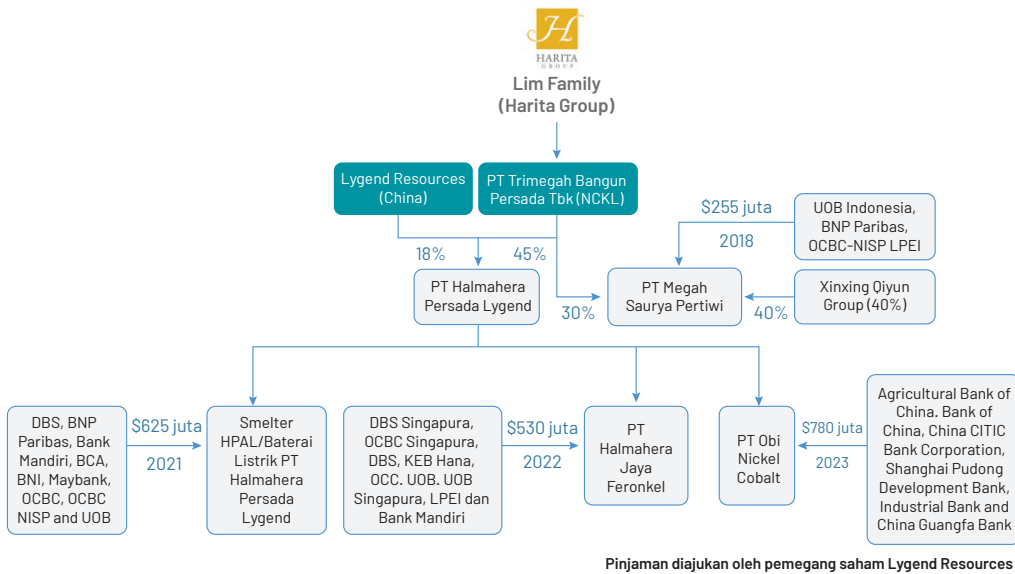 H
HARITA
GROUP
Lim Family
(Harita Group)
Lygend Resources
(China)
PT Trimegah Bangun
Persada Tbk (NCKL)
$255 juta
2018
UOB Indonesia,
BNP Paribas,
OCBC-NISP LPEI
18%
45%
PT Halmahera
Persada Lygend
30%
PT Megah
Saurya Pertiwi
40%
Xinxing Qiyun
Group (40%)
DBS, BNP
Paribas, Bank
Mandiri, BCA,
BNI, Maybank,
OCBC, OCBC
NISP and UOB
$625 juta
2021
Smelter
HPAL/Baterai
Listrik PT
Halmahera
Persada
Lygend
DBS Singapura,
OCBC Singapura,
DBS, KEB Hana,
OCC. UOB. UOB
Singapura, LPEI dan
Bank Mandiri
$530 juta
2022
PT
Halmahera
Jaya
Feronkel
PT Obi
Nickel
Cobalt
$780 juta
2023
Agricultural Bank of
China. Bank of
China, China CITIC
Bank Corporation,
Shanghai Pudong
Development Bank,
Industrial Bank and
China Guangfa Bank
Pinjaman diajukan oleh pemegang saham Lygend Resources